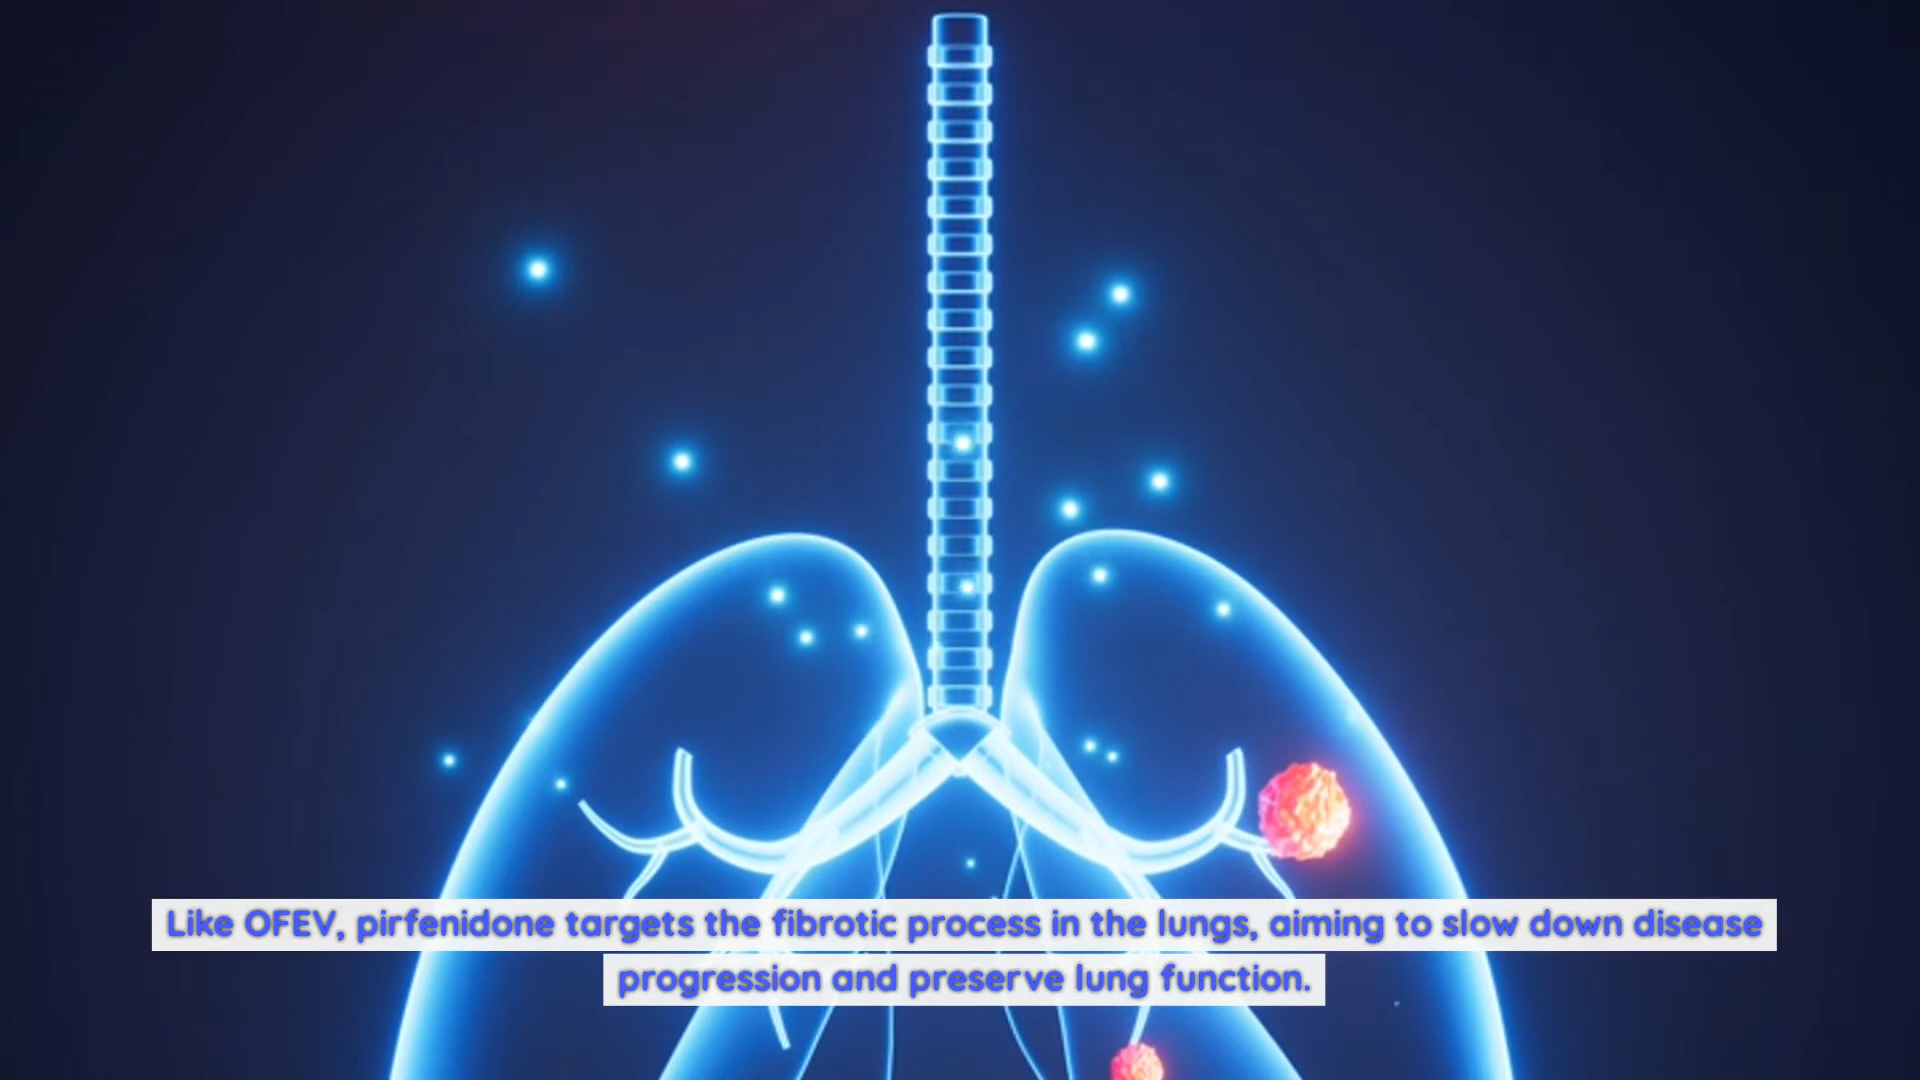 Like OFEV, pirfenidone targets the fibrotic process in the lungs, aiming to slow down disease
progression and preserve lung function.